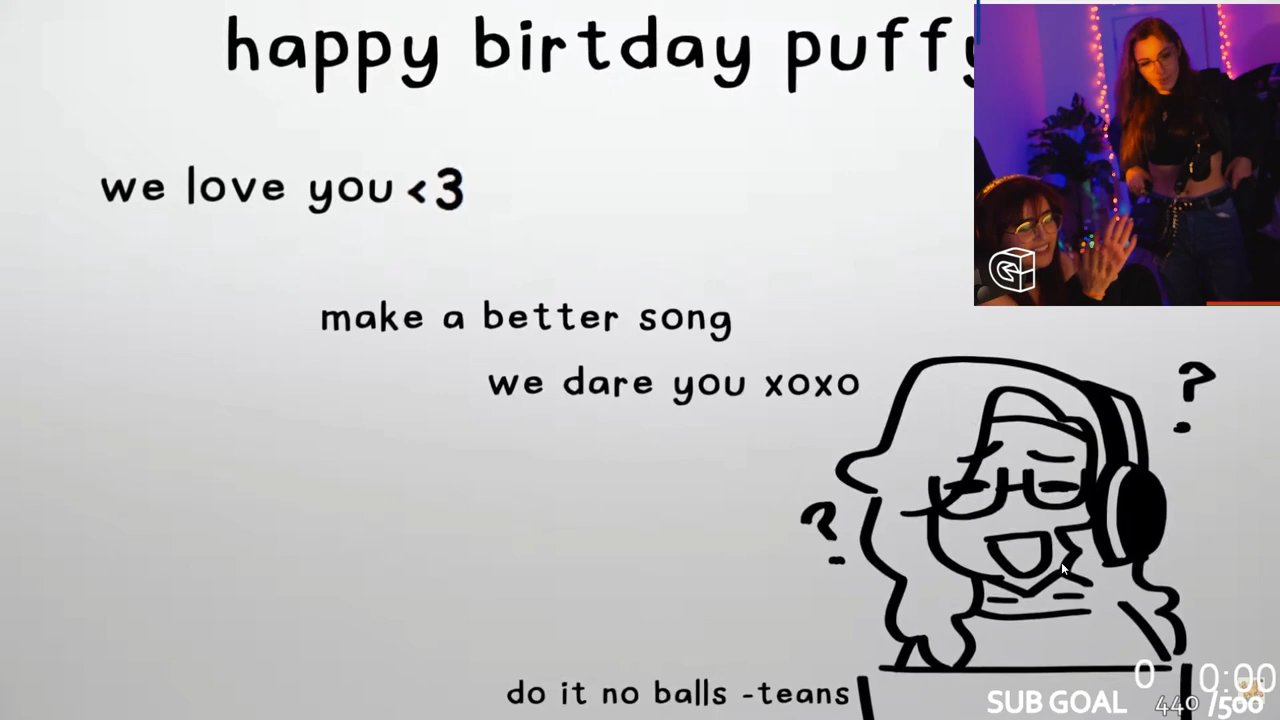 happy birtday puffy
we love you <3
make a better song
we dare you xoxo
?
?
do it no balls -teans
0 0:00
SUB GOAL 440 /500